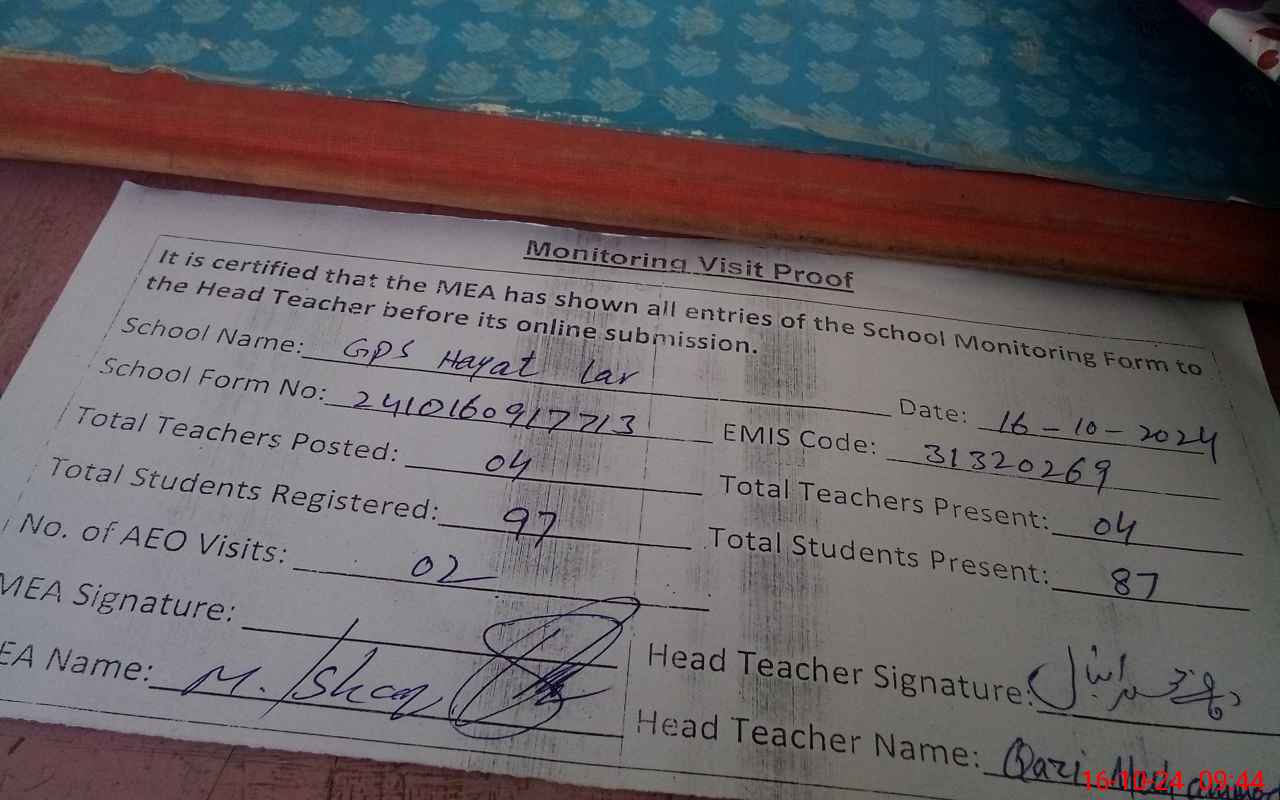 Monitoring Visit Proof
It is certified that the MEA has shown all entries of the School Monitoring Form to
the Head Teacher before its online submission.
School Name: GPS Hayat lar Date: 16-10-2024
School Form No: 2410160917713 EMIS Code: 31320269
Total Teachers Posted: 04 Total Teachers Present: 04
Total Students Registered: 97 Total Students Present: 87
No. of AEO Visits: 02
MEA Signature: Head Teacher Signature:
EA Name: M. Ishaq Head Teacher Name: Qazi
16-10-24 09:44